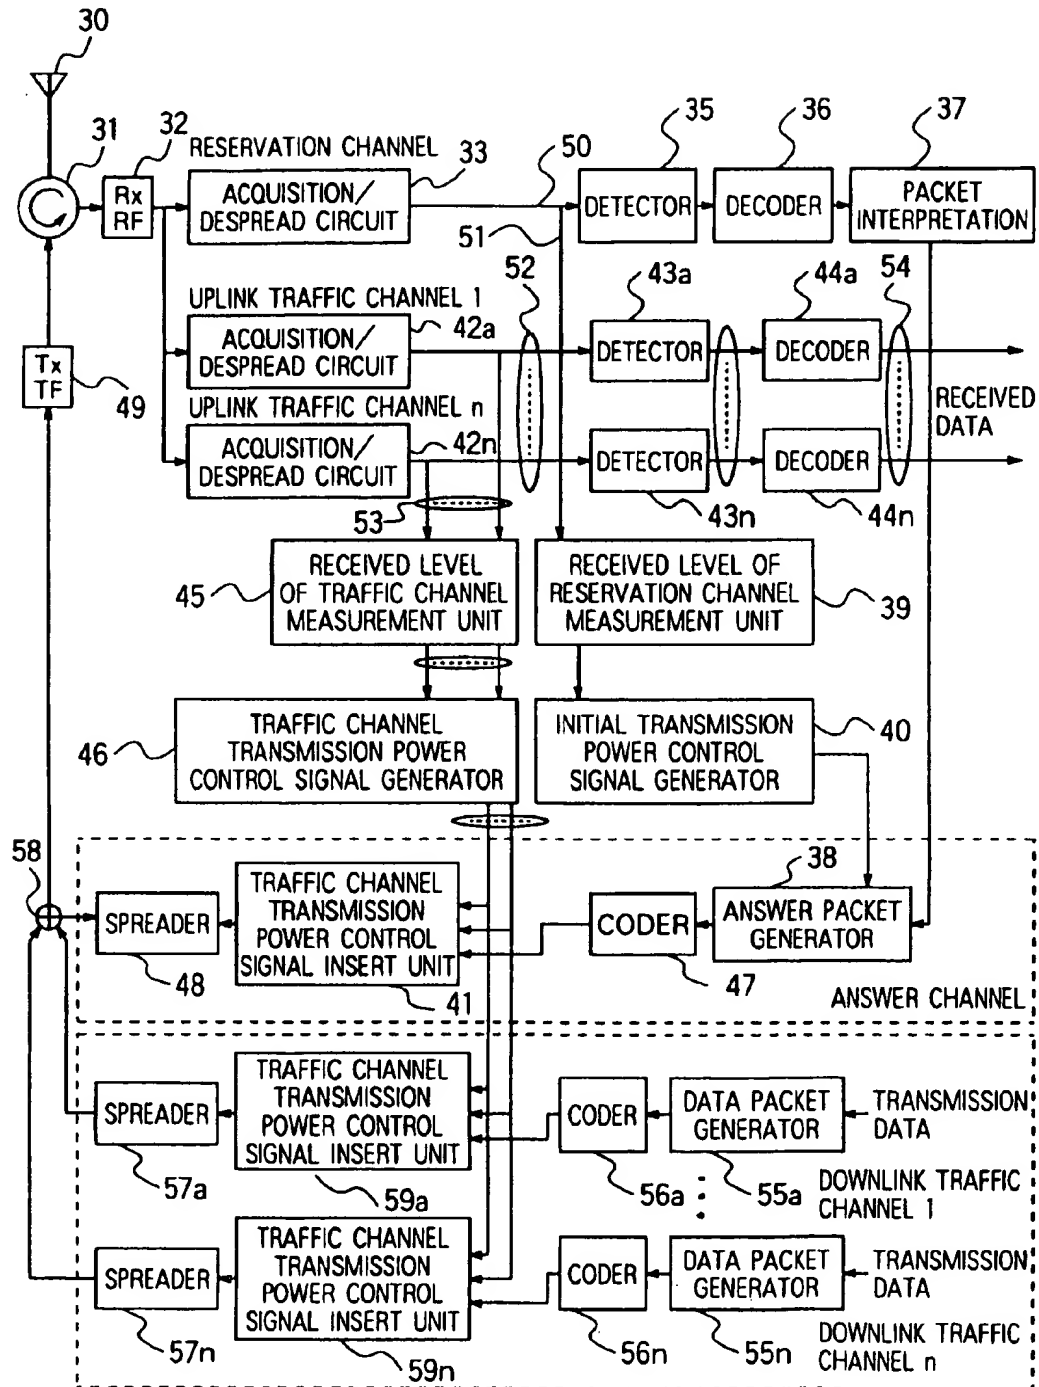 30
31
32
RESERVATION CHANNEL
33
50
35
36
37
Rx
RF
ACQUISITION/
DESPREAD CIRCUIT
DETECTOR
DECODER
PACKET
INTERPRETATION
51
52
UPLINK TRAFFIC CHANNEL 1
42a
43a
44a
54
ACQUISITION/
DESPREAD CIRCUIT
DETECTOR
DECODER
Tx
TF
49
UPLINK TRAFFIC CHANNEL n
42n
RECEIVED
DATA
ACQUISITION/
DESPREAD CIRCUIT
DETECTOR
DECODER
53
43n
44n
45
RECEIVED LEVEL
OF TRAFFIC CHANNEL
MEASUREMENT UNIT
RECEIVED LEVEL OF
RESERVATION CHANNEL
MEASUREMENT UNIT
39
46
TRAFFIC CHANNEL
TRANSMISSION POWER
CONTROL SIGNAL GENERATOR
INITIAL TRANSMISSION
POWER CONTROL
SIGNAL GENERATOR
40
58
38
SPREADER
48
TRAFFIC CHANNEL
TRANSMISSION
POWER CONTROL
SIGNAL INSERT UNIT
41
CODER
47
ANSWER PACKET
GENERATOR
ANSWER CHANNEL
SPREADER
57a
TRAFFIC CHANNEL
TRANSMISSION
POWER CONTROL
SIGNAL INSERT UNIT
59a
CODER
56a
DATA PACKET
GENERATOR
55a
TRANSMISSION
DATA
DOWNLINK TRAFFIC
CHANNEL 1
SPREADER
57n
TRAFFIC CHANNEL
TRANSMISSION
POWER CONTROL
SIGNAL INSERT UNIT
59n
CODER
56n
DATA PACKET
GENERATOR
55n
TRANSMISSION
DATA
DOWNLINK TRAFFIC
CHANNEL n